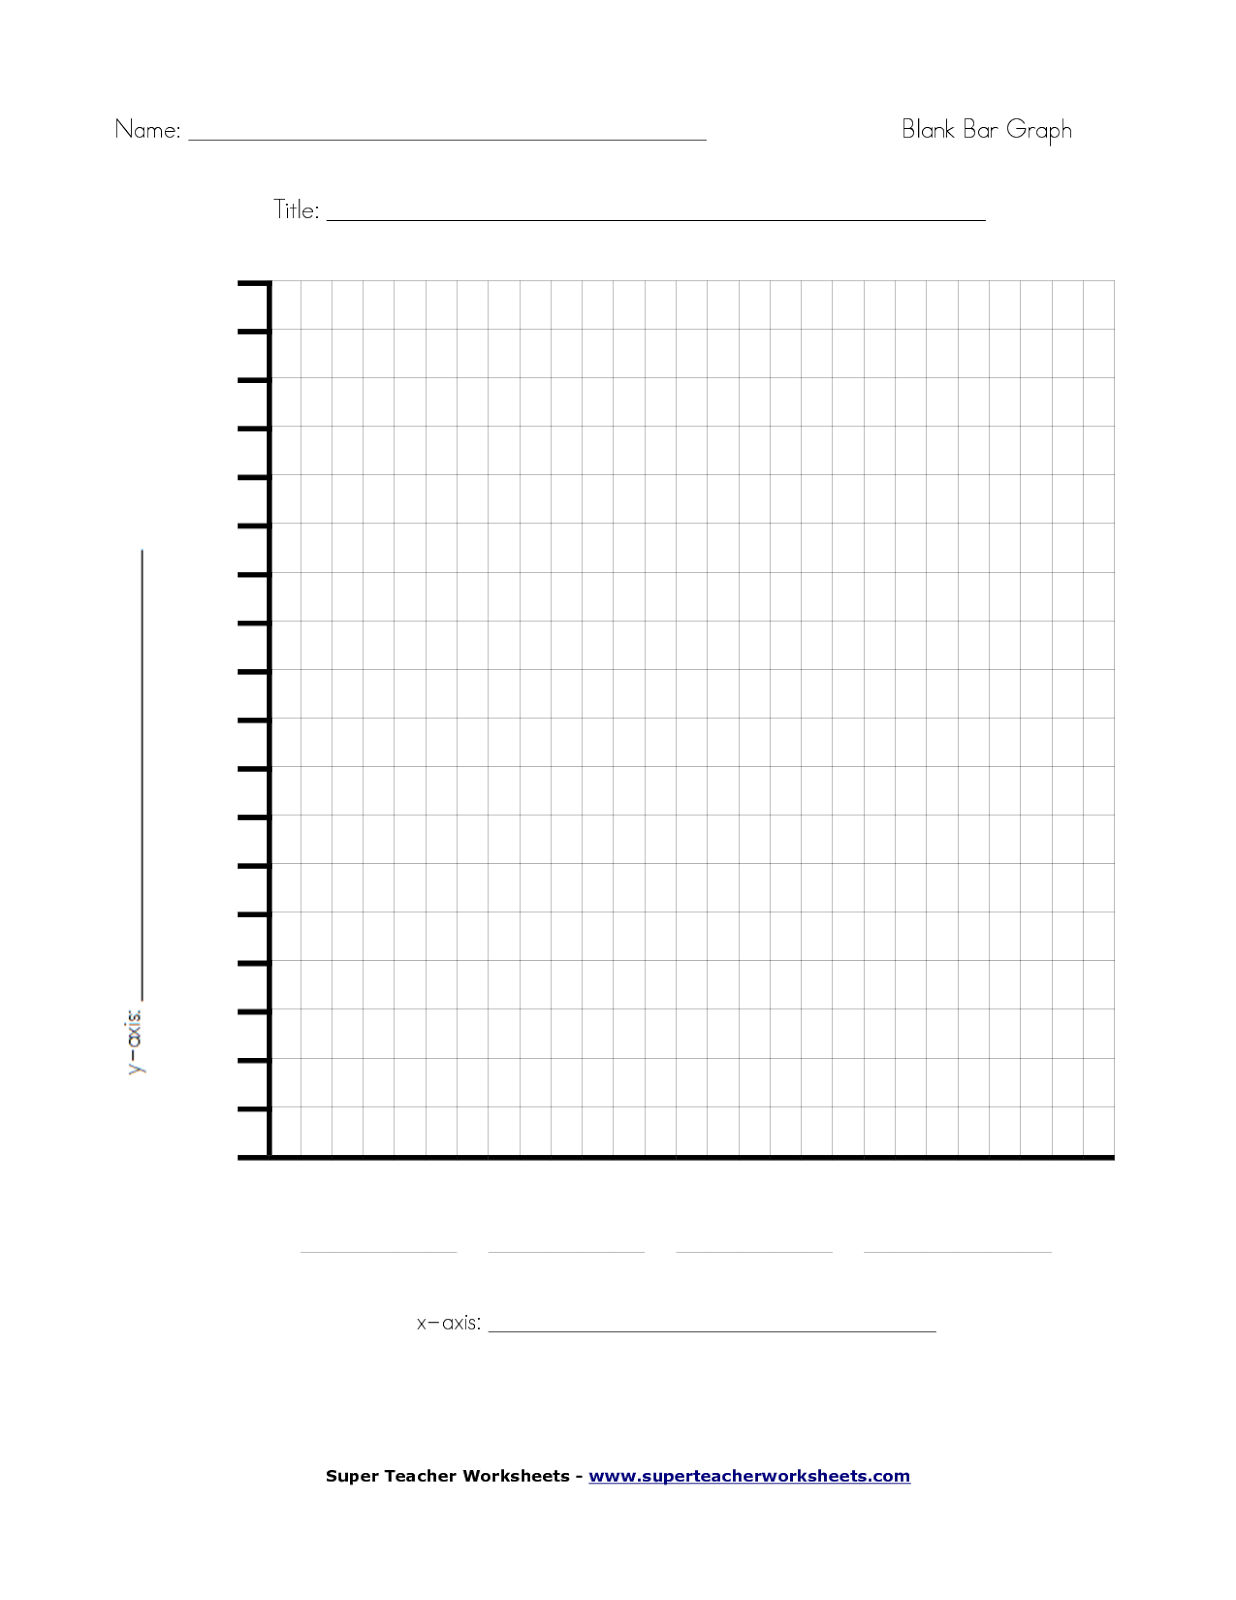 Name:
Blank Bar Graph
Title:
y-axis:
x-axis:
Super Teacher Worksheets - www.superteacherworksheets.com